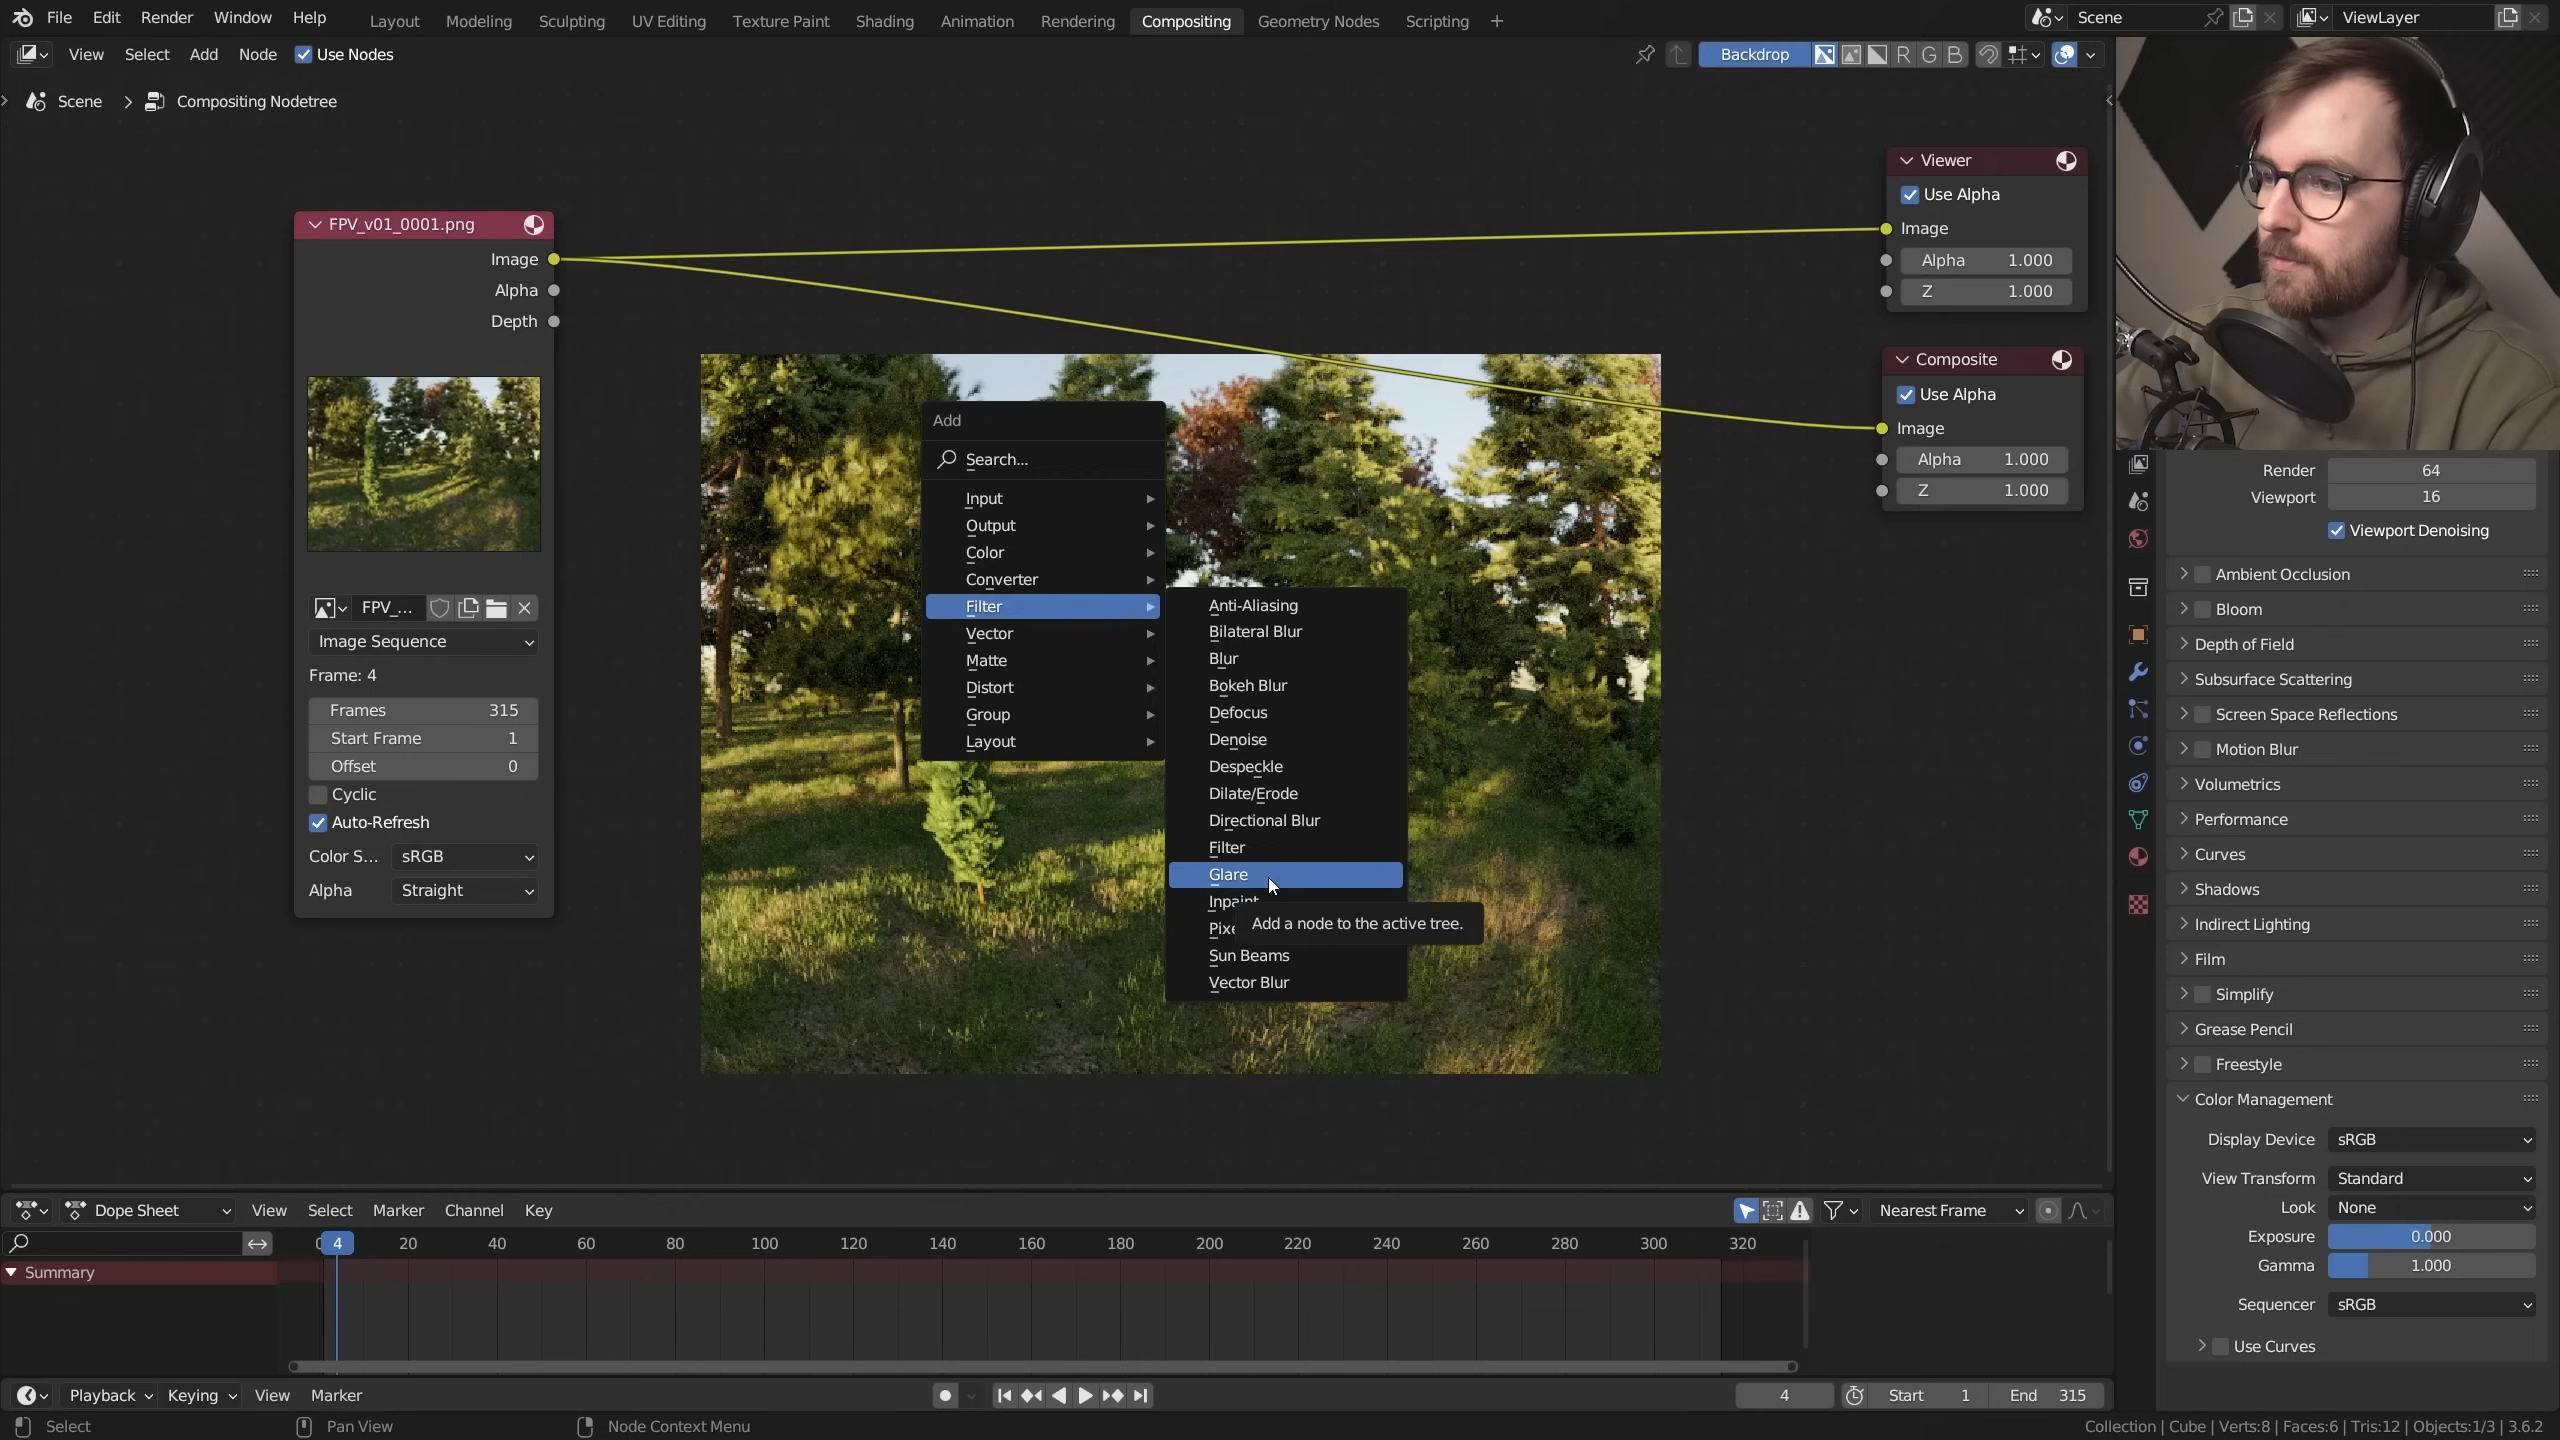 File Edit Render Window Help Layout Modeling Sculpting UV Editing Texture Paint Shading Animation Rendering Compositing Geometry Nodes Scripting + Scene ViewLayer
View Select Add Node Use Nodes Backdrop R G B
Scene > Compositing Nodetree
FPV_v01_0001.png
Image
Alpha
Depth
FPV_...
Image Sequence
Frame: 4
Frames 315
Start Frame 1
Offset 0
Cyclic
Auto-Refresh
Color S... sRGB
Alpha Straight
Add
Search...
Input
Output
Color
Converter
Filter
Vector
Matte
Distort
Group
Layout
Anti-Aliasing
Bilateral Blur
Blur
Bokeh Blur
Defocus
Denoise
Despeckle
Dilate/Erode
Directional Blur
Filter
Glare
Inpaint
Add a node to the active tree.
Sun Beams
Vector Blur
Viewer
Use Alpha
Image
Alpha 1.000
Z 1.000
Composite
Use Alpha
Image
Alpha 1.000
Z 1.000
Render 64
Viewport 16
Viewport Denoising
Ambient Occlusion
Bloom
Depth of Field
Subsurface Scattering
Screen Space Reflections
Motion Blur
Volumetrics
Performance
Curves
Shadows
Indirect Lighting
Film
Simplify
Grease Pencil
Freestyle
Color Management
Display Device sRGB
View Transform Standard
Look None
Exposure 0.000
Gamma 1.000
Sequencer sRGB
Use Curves
Dope Sheet View Select Marker Channel Key Nearest Frame
4 20 40 60 80 100 120 140 160 180 200 220 240 260 280 300 320
Summary
Playback Keying View Marker 4 Start 1 End 315
Select Pan View Node Context Menu Collection | Cube | Verts:8 | Faces:6 | Tris:12 | Objects:1/3 | 3.6.2